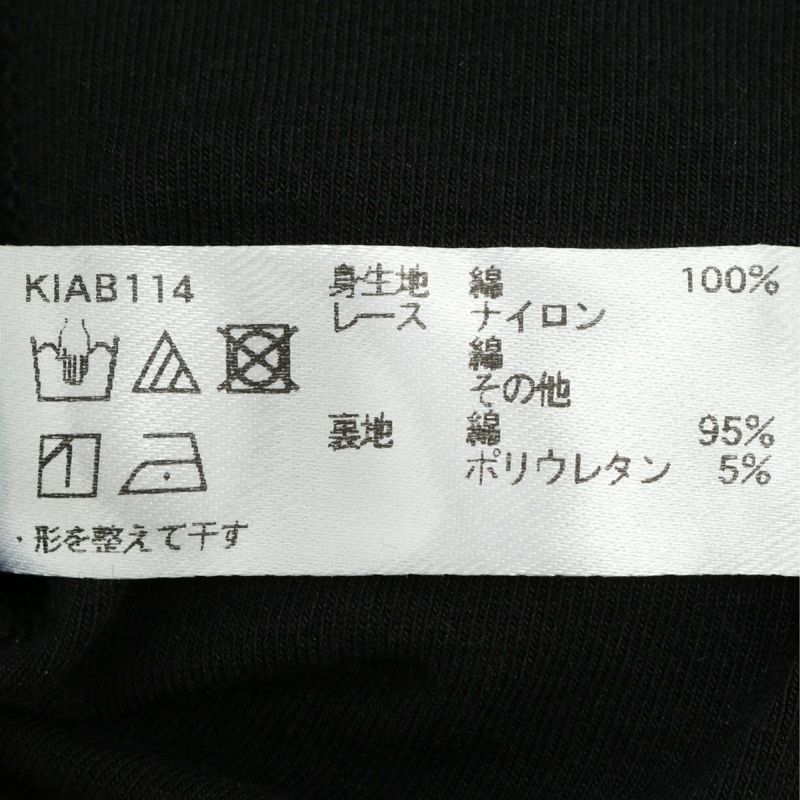 KIAB114
身生地 綿 100%
レース ナイロン
綿
その他
裏地 綿 95%
ポリウレタン 5%
・形を整えて干す